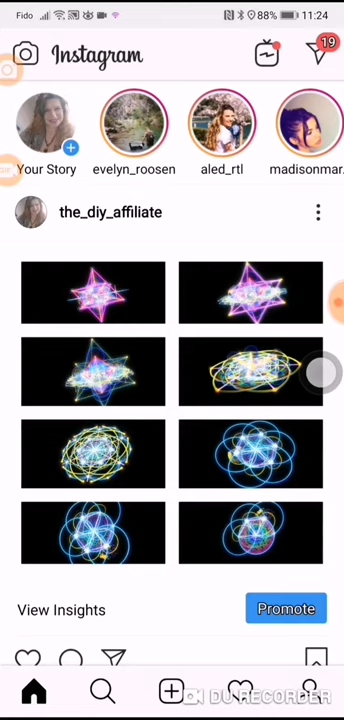 Fido 88% 11:24
Instagram 19
Your Story evelyn_roosen aled_rtl madisonmar..
the_diy_affiliate
View Insights Promote
DU RECORDER